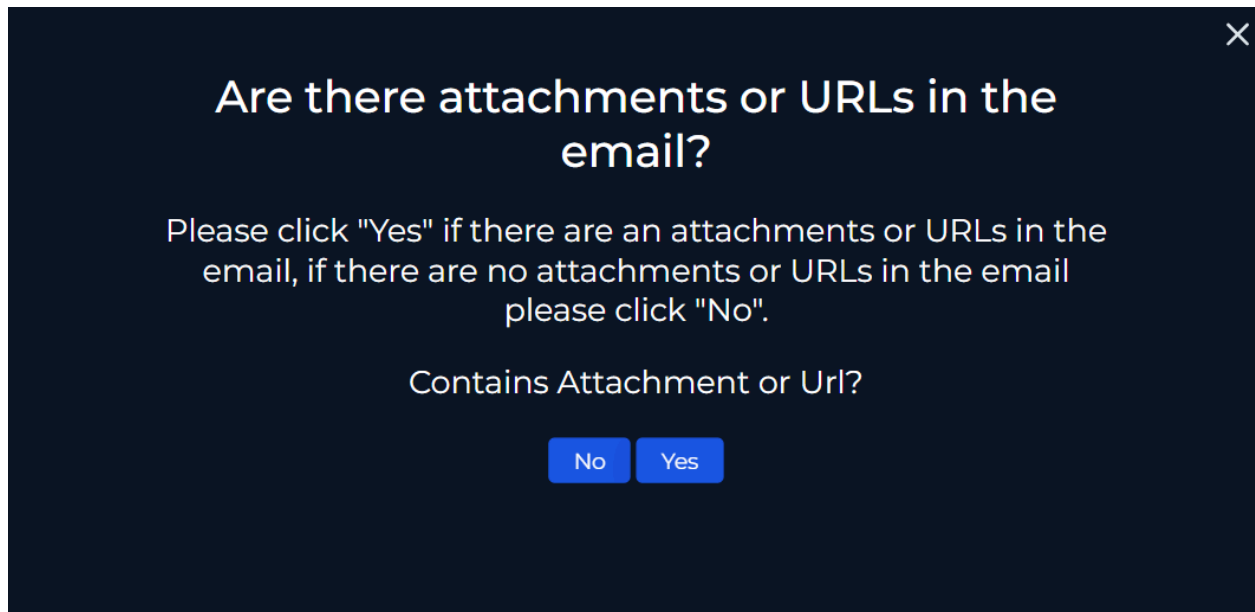 Are there attachments or URLs in the
email?
Please click "Yes" if there are an attachments or URLs in the
email, if there are no attachments or URLs in the email
please click "No".
Contains Attachment or Url?
No Yes